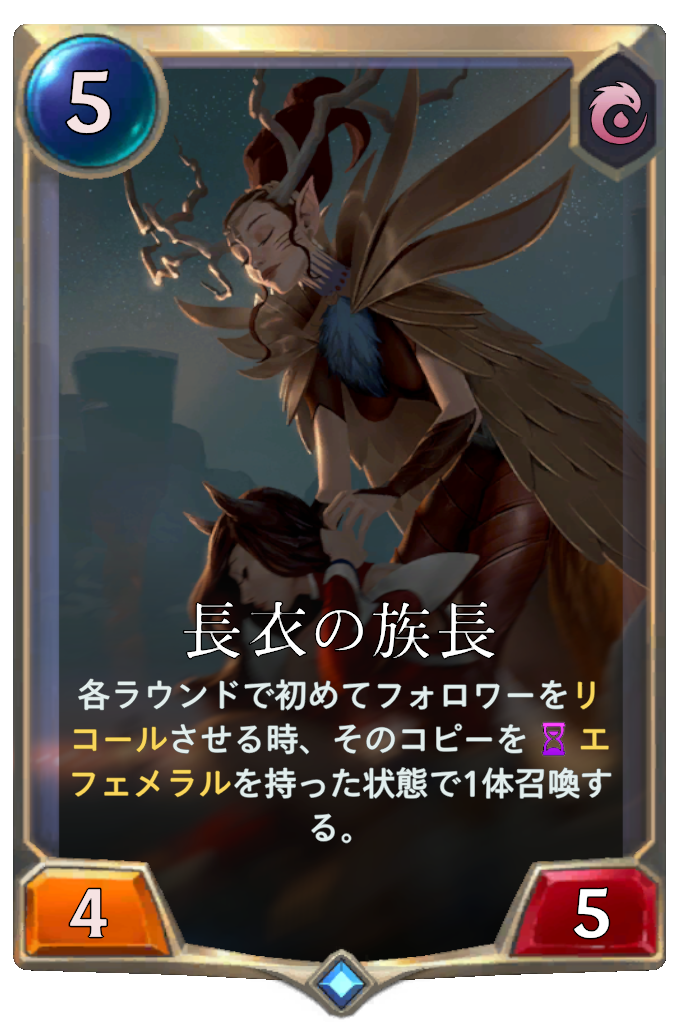 5
長衣の族長
各ラウンドで初めてフォロワーをリ
コールさせる時、そのコピーを エ
フェメラルを持った状態で1体召喚す
る。
4
5